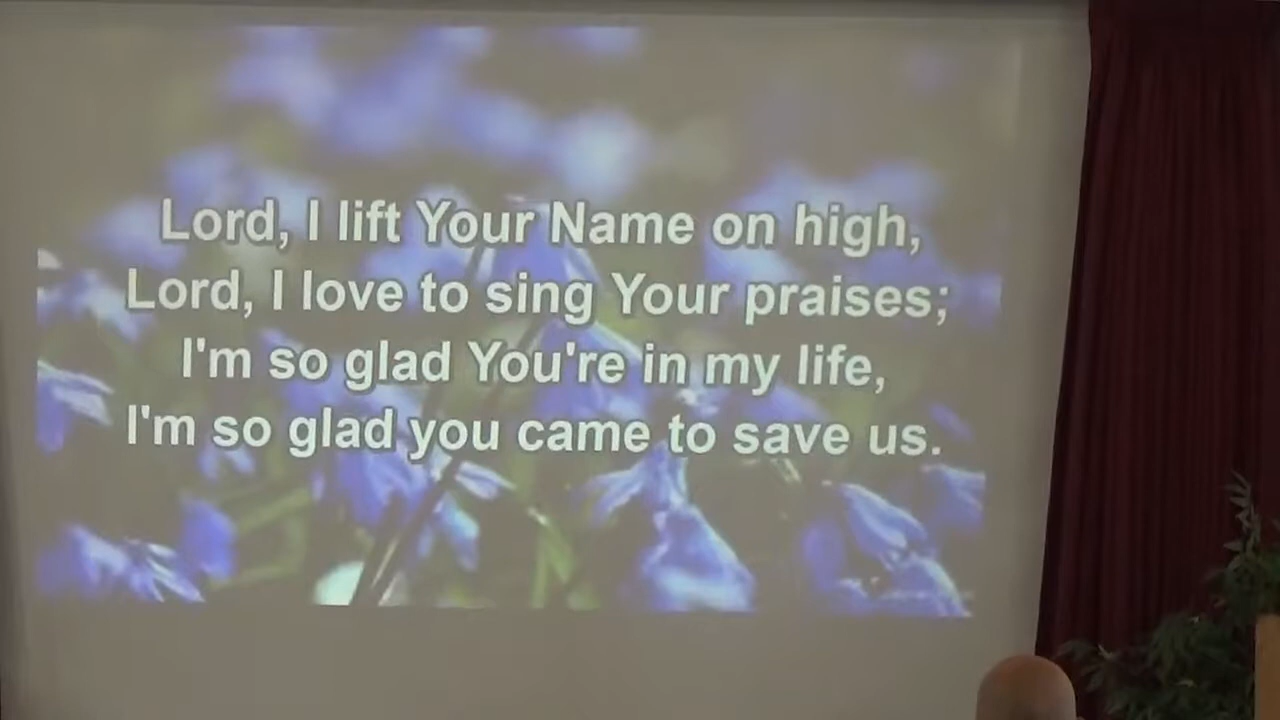 Lord, I lift Your Name on high,
Lord, I love to sing Your praises;
I'm so glad You're in my life,
I'm so glad you came to save us.